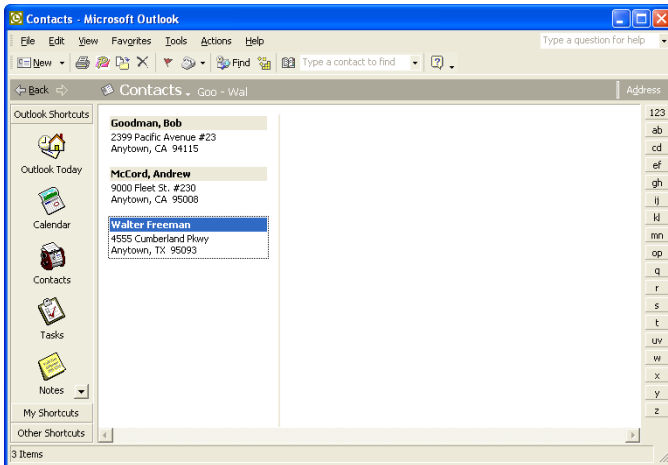 Contacts - Microsoft Outlook
File Edit View Favorites Tools Actions Help Type a question for help
New Find Type a contact to find
Back Contacts . Goo - Wal Address
Outlook Shortcuts
Outlook Today
Calendar
Contacts
Tasks
Notes
My Shortcuts
Other Shortcuts
Goodman, Bob
2399 Pacific Avenue #23
Anytown, CA 94115
McCord, Andrew
9000 Fleet St. #230
Anytown, CA 95008
Walter Freeman
4555 Cumberland Pkwy
Anytown, TX 95093
123
ab
cd
ef
gh
ij
kl
mn
op
q
r
s
t
uv
w
x
y
z
3 Items